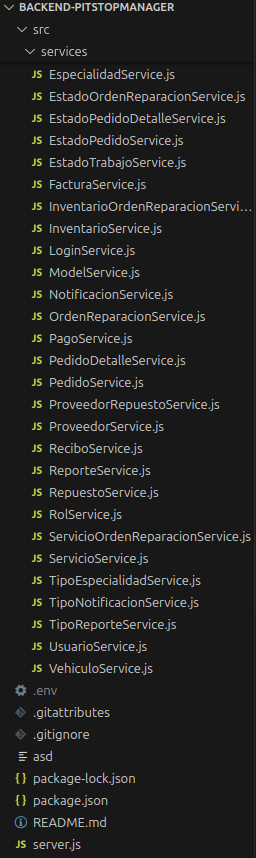 BACKEND-PITSTOPMANAGER
src
services
JS EspecialidadService.js
JS EstadoOrdenReparacionService.js
JS EstadoPedidoDetalleService.js
JS EstadoPedidoService.js
JS EstadoTrabajoService.js
JS FacturaService.js
JS InventarioOrdenReparacionServi...
JS InventarioService.js
JS LoginService.js
JS ModelService.js
JS NotificacionService.js
JS OrdenReparacionService.js
JS PagoService.js
JS PedidoDetalleService.js
JS PedidoService.js
JS ProveedorRepuestoService.js
JS ProveedorService.js
JS ReciboService.js
JS ReporteService.js
JS RepuestoService.js
JS RolService.js
JS ServicioOrdenReparacionService.js
JS ServicioService.js
JS TipoEspecialidadService.js
JS TipoNotificacionService.js
JS TipoReporteService.js
JS UsuarioService.js
JS VehiculoService.js
.env
.gitattributes
.gitignore
asd
{} package-lock.json
{} package.json
README.md
JS server.js